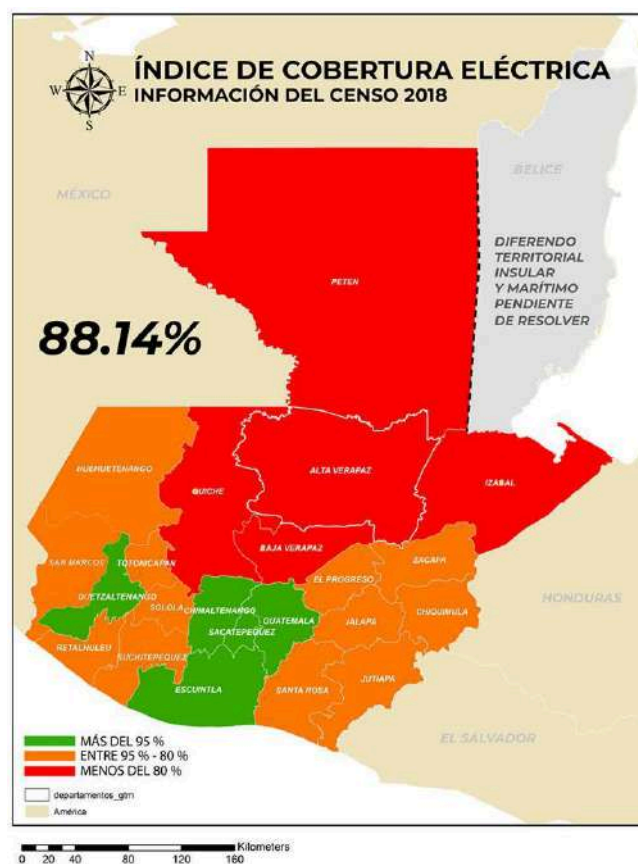 N
W E
S
ÍNDICE DE COBERTURA ELÉCTRICA
INFORMACIÓN DEL CENSO 2018
MÉXICO
BELICE
DIFERENDO
TERRITORIAL
INSULAR
Y MARÍTIMO
PENDIENTE
DE RESOLVER
PETEN
88.14%
HUEHUETENANGO
QUICHE
ALTA VERAPAZ
IZABAL
BAJA VERAPAZ
SAN MARCOS
TOTONICAPAN
EL PROGRESO
ZACAPA
QUETZALTENANGO
SOLOLA
CHIMALTENANGO
GUATEMALA
JALAPA
CHIQUIMULA
HONDURAS
SACATEPEQUEZ
RETALHULEU
SUCHITEPEQUEZ
ESCUINTLA
SANTA ROSA
JUTIAPA
EL SALVADOR
MÁS DEL 95 %
ENTRE 95 % - 80 %
MENOS DEL 80 %
departamentos_gtm
América
Kilometers
0 20 40 80 120 160